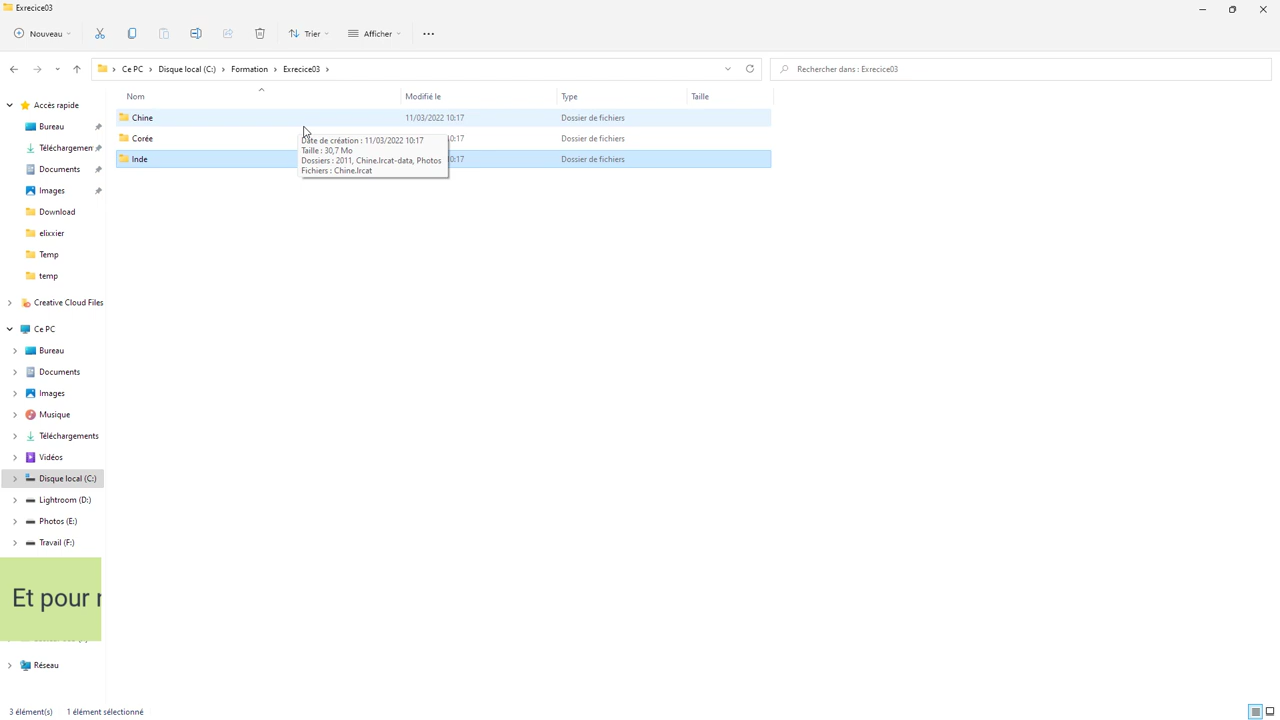 Exrecice03
Nouveau
Trier
Afficher
Ce PC > Disque local (C:) > Formation > Exrecice03 >
Rechercher dans : Exrecice03
Nom Modifié le Type Taille
Accès rapide
Bureau
Téléchargemen
Documents
Images
Download
elixxier
Temp
temp
Creative Cloud Files
Ce PC
Bureau
Documents
Images
Musique
Téléchargements
Vidéos
Disque local (C:)
Lightroom (D:)
Photos (E:)
Travail (F:)
Réseau
Chine 11/03/2022 10:17 Dossier de fichiers
Corée 0:17 Dossier de fichiers
Inde 0:17 Dossier de fichiers
Date de création : 11/03/2022 10:17
Taille : 30,7 Mo
Dossiers : 2011, Chine.lrcat-data, Photos
Fichiers : Chine.lrcat
Et pour
3 élément(s) 1 élément sélectionné